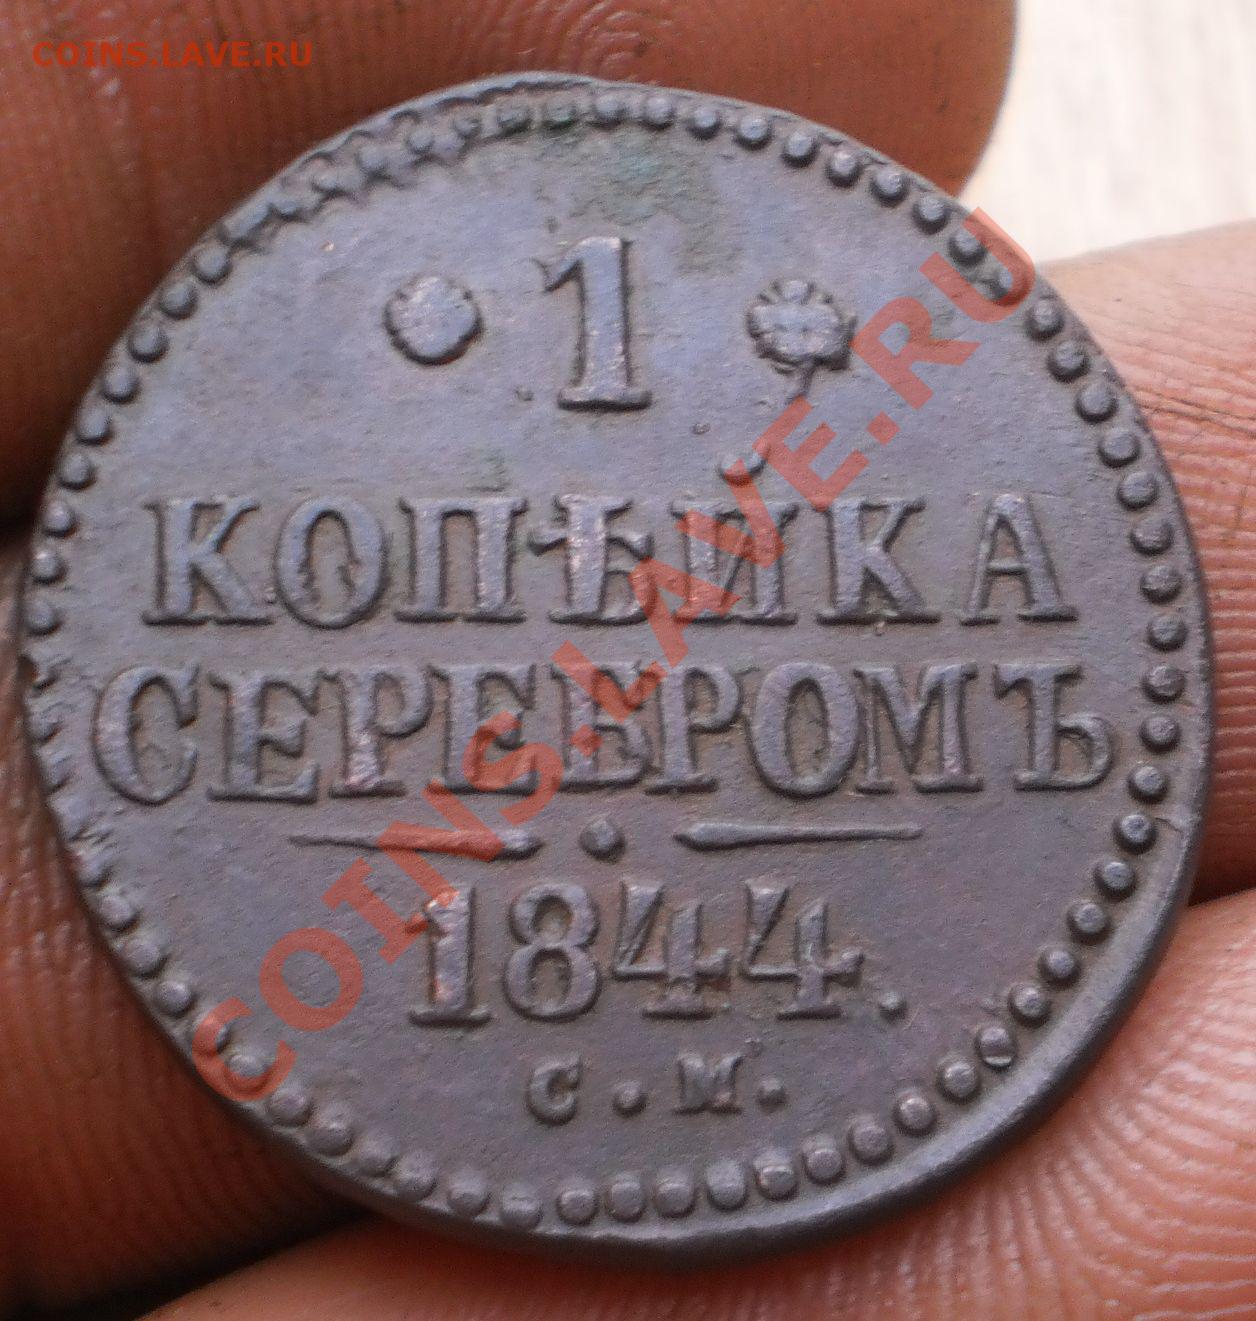 COINS.LAVE.RU
1
КОПѢЙКА
СЕРЕБРОМЪ
1844.
С.М.
COINS.LAVE.RU